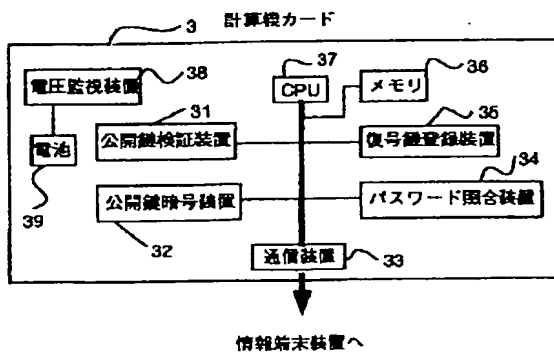 3 計算機カード
電圧監視装置 38
37
CPU
36
メモリ
31
公開鍵検証装置
35
復号鍵登録装置
電池
39
34
公開鍵暗号装置
32
パスワード照合装置
通信装置 33
情報端末装置へ